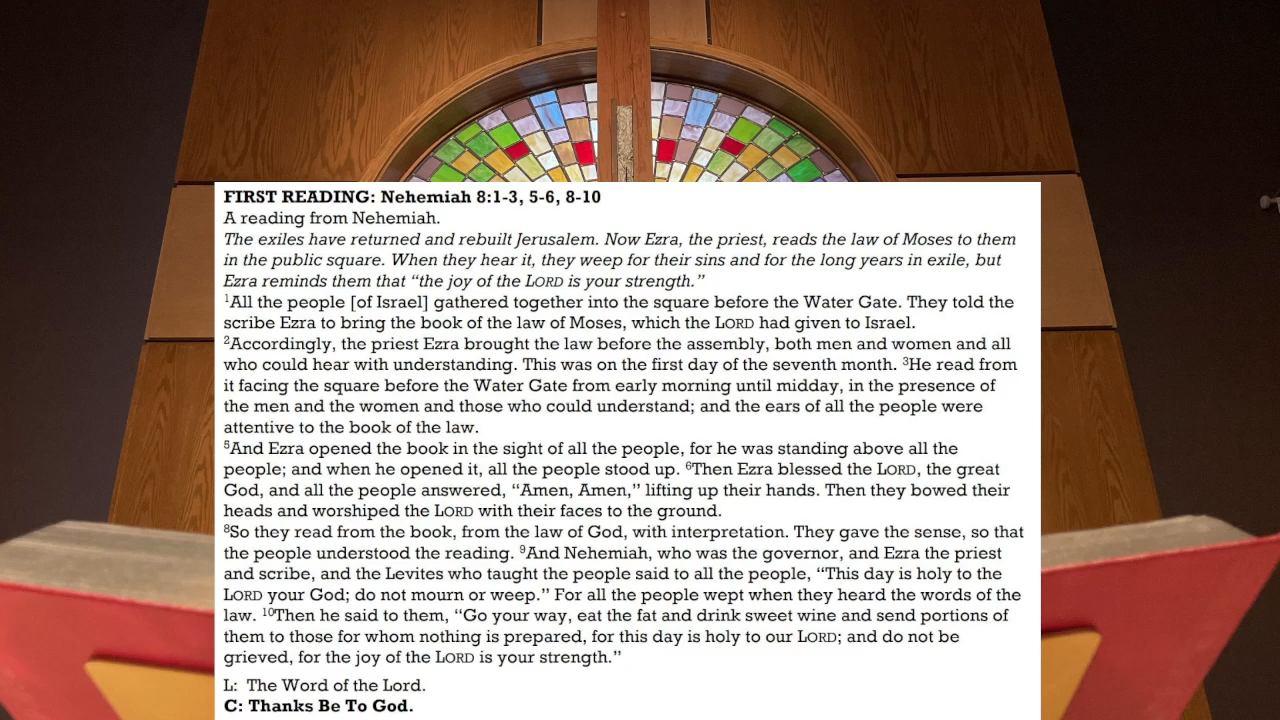 FIRST READING: Nehemiah 8:1-3, 5-6, 8-10
A reading from Nehemiah.
The exiles have returned and rebuilt Jerusalem. Now Ezra, the priest, reads the law of Moses to them
in the public square. When they hear it, they weep for their sins and for the long years in exile, but
Ezra reminds them that “the joy of the LORD is your strength.”
¹All the people [of Israel] gathered together into the square before the Water Gate. They told the
scribe Ezra to bring the book of the law of Moses, which the LORD had given to Israel.
²Accordingly, the priest Ezra brought the law before the assembly, both men and women and all
who could hear with understanding. This was on the first day of the seventh month. ³He read from
it facing the square before the Water Gate from early morning until midday, in the presence of
the men and the women and those who could understand; and the ears of all the people were
attentive to the book of the law.
⁵And Ezra opened the book in the sight of all the people, for he was standing above all the
people; and when he opened it, all the people stood up. ⁶Then Ezra blessed the LORD, the great
God, and all the people answered, “Amen, Amen,” lifting up their hands. Then they bowed their
heads and worshiped the LORD with their faces to the ground.
⁸So they read from the book, from the law of God, with interpretation. They gave the sense, so that
the people understood the reading. ⁹And Nehemiah, who was the governor, and Ezra the priest
and scribe, and the Levites who taught the people said to all the people, “This day is holy to the
LORD your God; do not mourn or weep.” For all the people wept when they heard the words of the
law. ¹⁰Then he said to them, “Go your way, eat the fat and drink sweet wine and send portions of
them to those for whom nothing is prepared, for this day is holy to our LORD; and do not be
grieved, for the joy of the LORD is your strength.”
L: The Word of the Lord.
C: Thanks Be To God.